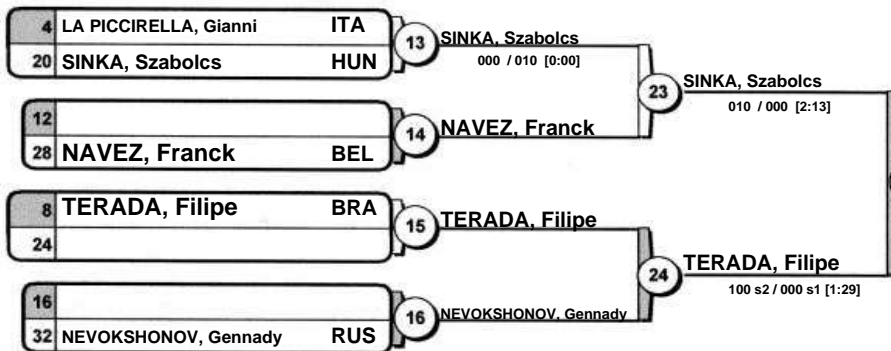 4 LA PICCIRELLA, Gianni ITA
20 SINKA, Szabolcs HUN
13 SINKA, Szabolcs
000 / 010 [0:00]
23 SINKA, Szabolcs
010 / 000 [2:13]
12
28 NAVEZ, Franck BEL
14 NAVEZ, Franck
8 TERADA, Filipe BRA
24
15 TERADA, Filipe
24 TERADA, Filipe
100 s2 / 000 s1 [1:29]
16
32 NEVOKSHONOV, Gennady RUS
16 NEVOKSHONOV, Gennady